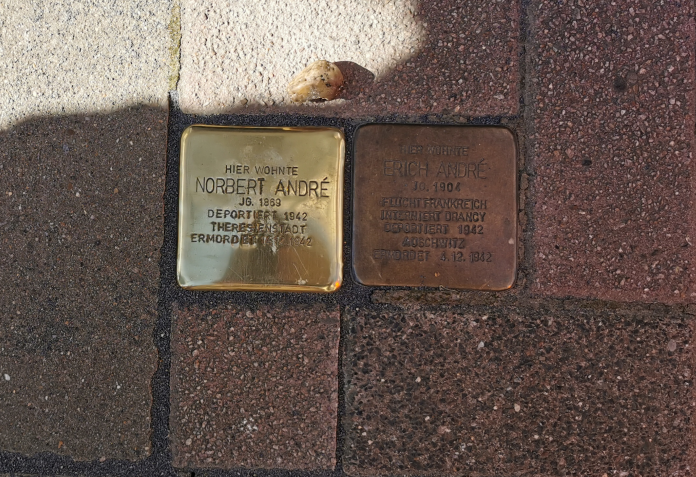 HIER WOHNTE
NORBERT ANDRÉ
JG. 1869
DEPORTIERT 1942
THERESIENSTADT
ERMORDET 1942
HIER WOHNTE
ERICH ANDRÉ
JG. 1904
FLUCHT FRANKREICH
INTERNIERT DRANCY
DEPORTIERT 1942
AUSCHWITZ
ERMORDET 4.12.1942